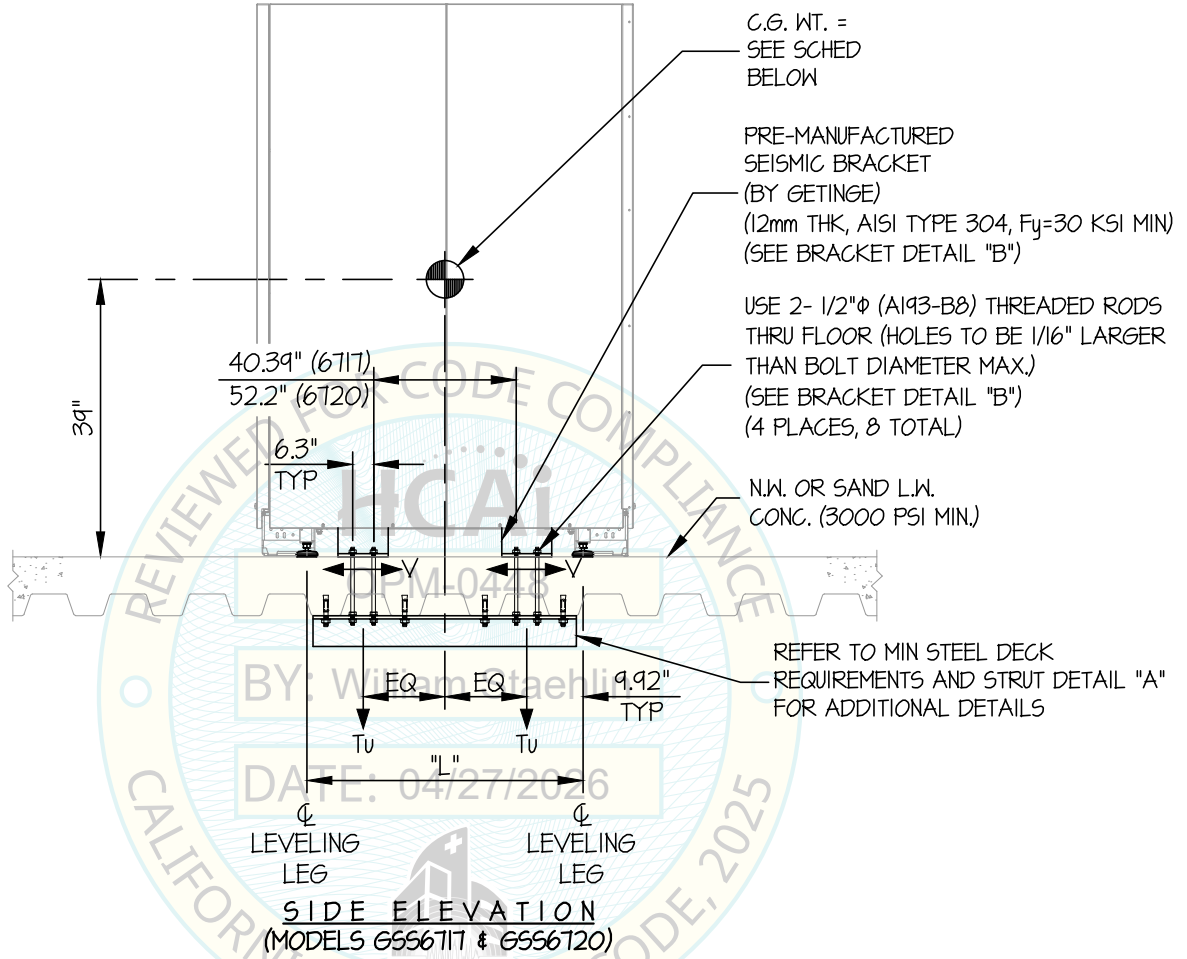 C.G. WT. =
SEE SCHED
BELOW
PRE-MANUFACTURED
SEISMIC BRACKET
(BY GETINGE)
(12mm THK, AISI TYPE 304, Fy=30 KSI MIN)
(SEE BRACKET DETAIL "B")
USE 2- 1/2"Φ (A193-B8) THREADED RODS
THRU FLOOR (HOLES TO BE 1/16" LARGER
THAN BOLT DIAMETER MAX.)
(SEE BRACKET DETAIL "B")
(4 PLACES, 8 TOTAL)
40.39" (6717)
52.2" (6720)
39"
6.3"
TYP
N.W. OR SAND L.W.
CONC. (3000 PSI MIN.)
V
V
REFER TO MIN STEEL DECK
REQUIREMENTS AND STRUT DETAIL "A"
FOR ADDITIONAL DETAILS
EQ
EQ
9.92"
TYP
Tu
Tu
"L"
℄
LEVELING
LEG
℄
LEVELING
LEG
SIDE ELEVATION
(MODELS GSS6717 & GSS6720)
REVIEWED FOR CODE COMPLIANCE
HCAi
OPM-0448
BY: William Staehlin
DATE: 04/27/2026
CODE, 2025